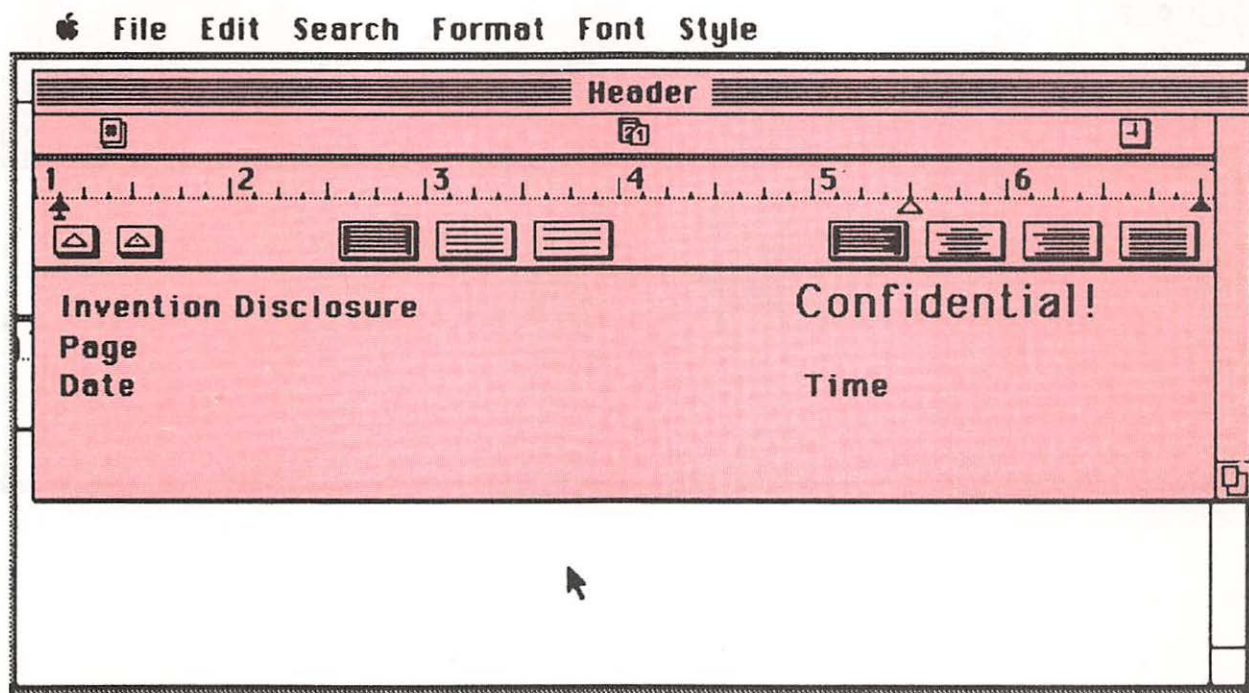 File Edit Search Format Font Style
Header
1 2 3 4 5 6
Invention Disclosure Confidential!
Page
Date Time